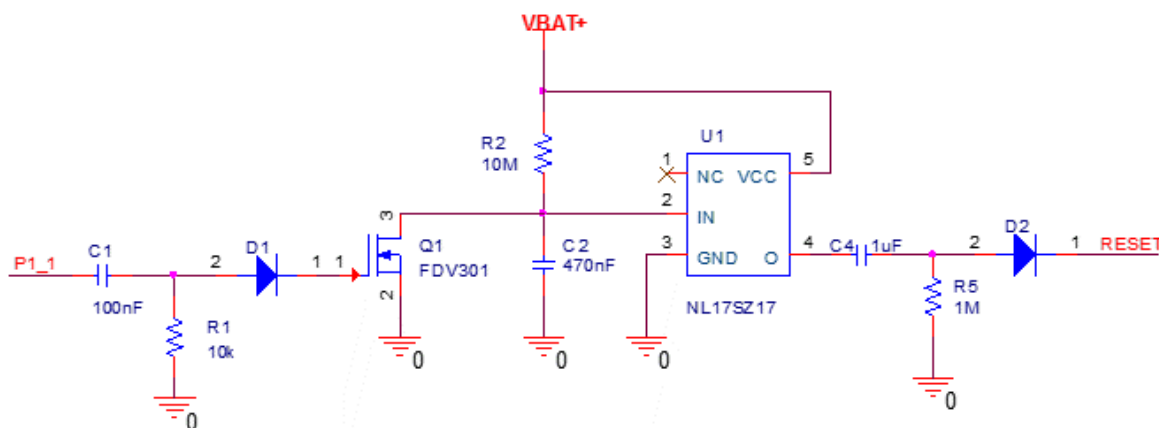 VBAT+
R2
10M
U1
1
NC
VCC
5
2
IN
3
GND
O
4
NL17SZ17
P1_1
C1
100nF
R1
10k
0
2
D1
1
1
3
Q1
FDV301
2
0
C2
470nF
0
0
C4
1uF
R5
1M
0
2
D2
1
RESET